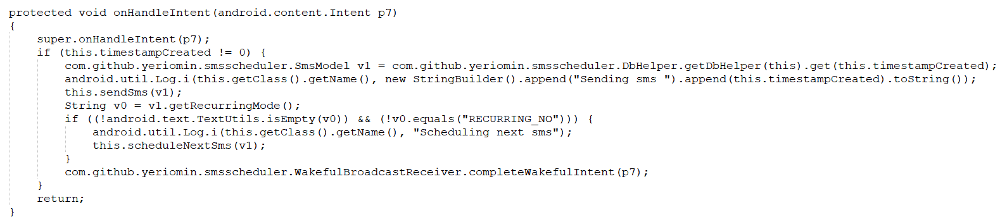 protected void onHandleIntent(android.content.Intent p7)
{
    super.onHandleIntent(p7);
    if (this.timestampCreated != 0) {
        com.github.yeriomin.smsscheduler.SmsModel v1 = com.github.yeriomin.smsscheduler.DbHelper.getDbHelper(this).get(this.timestampCreated);
        android.util.Log.i(this.getClass().getName(), new StringBuilder().append("Sending sms ").append(this.timestampCreated).toString());
        this.sendSms(v1);
        String v0 = v1.getRecurringMode();
        if ((!android.text.TextUtils.isEmpty(v0)) && (!v0.equals("RECURRING_NO"))) {
            android.util.Log.i(this.getClass().getName(), "Scheduling next sms");
            this.scheduleNextSms(v1);
        }
        com.github.yeriomin.smsscheduler.WakefulBroadcastReceiver.completeWakefulIntent(p7);
    }
    return;
}